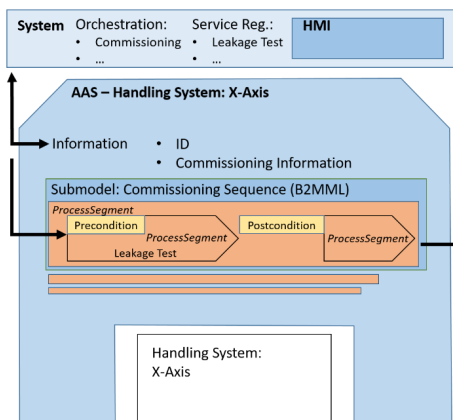 System Orchestration: Service Reg.: HMI
• Commissioning • Leakage Test
• ... • ...
AAS – Handling System: X-Axis
Information • ID
• Commissioning Information
Submodel: Commissioning Sequence (B2MML)
ProcessSegment
Precondition Postcondition
ProcessSegment ProcessSegment
Leakage Test
Handling System:
X-Axis